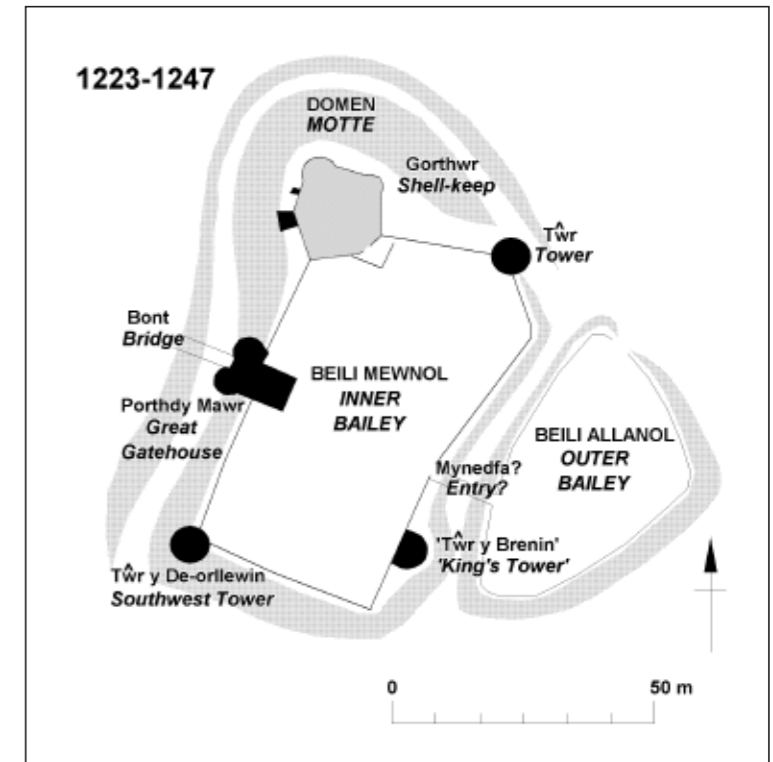 1223-1247
DOMEN
MOTTE
Gorthwr
Shell-keep
Tŵr
Tower
Bont
Bridge
Porthdy Mawr
Great
Gatehouse
BEILI MEWNOL
INNER
BAILEY
BEILI ALLANOL
OUTER
BAILEY
Mynedfa?
Entry?
'Tŵr y Brenin'
'King's Tower'
Tŵr y De-orllewin
Southwest Tower
0 50 m